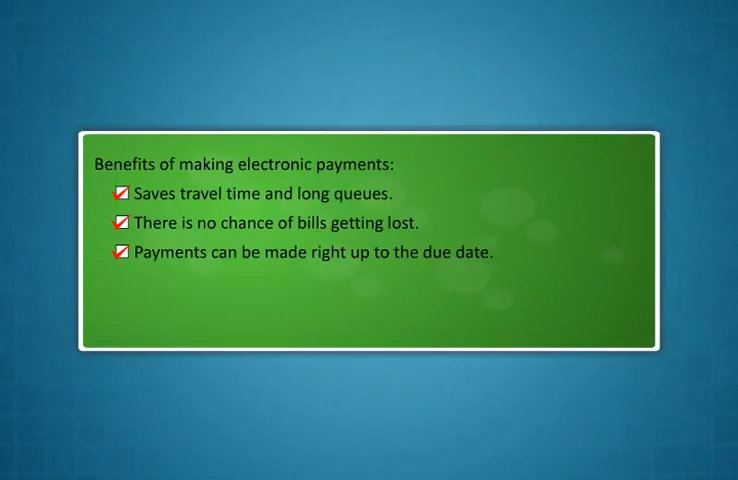 Benefits of making electronic payments:
Saves travel time and long queues.
There is no chance of bills getting lost.
Payments can be made right up to the due date.